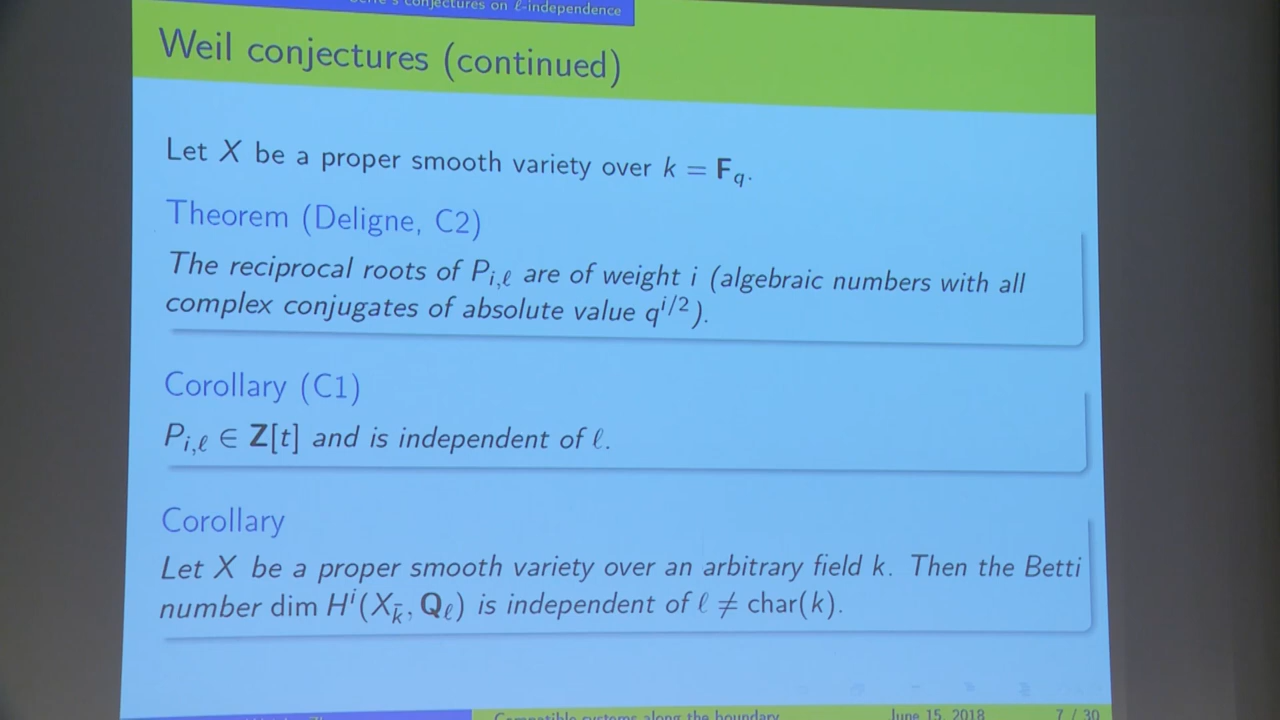 conjectures on ℓ-independence
Weil conjectures (continued)
Let X be a proper smooth variety over k = F_q.
Theorem (Deligne, C2)
The reciprocal roots of P_{i,ℓ} are of weight i (algebraic numbers with all
complex conjugates of absolute value q^{i/2}).
Corollary (C1)
P_{i,ℓ} ∈ Z[t] and is independent of ℓ.
Corollary
Let X be a proper smooth variety over an arbitrary field k. Then the Betti
number dim H^i(X_{k̄}, Q_ℓ) is independent of ℓ ≠ char(k).
Compatible systems along the boundary
June 15, 2018
7 / 30